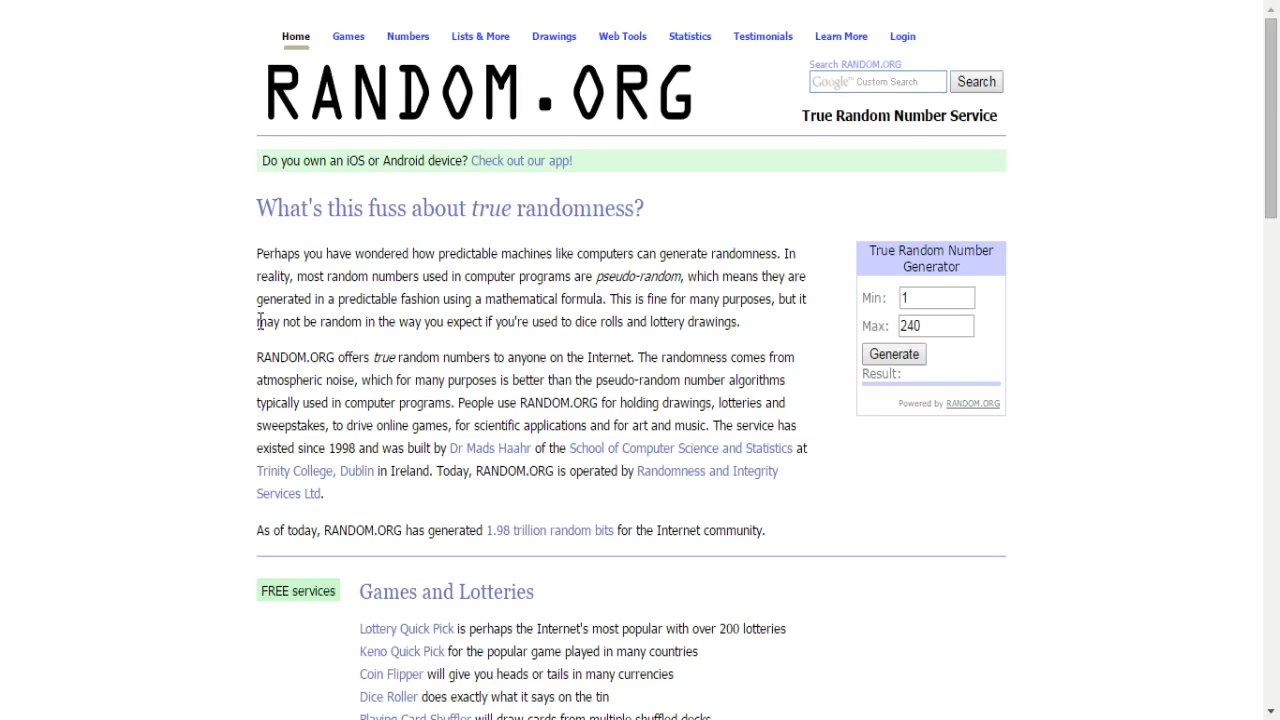 Home Games Numbers Lists & More Drawings Web Tools Statistics Testimonials Learn More Login
RANDOM.ORG
Search RANDOM.ORG
Google™ Custom Search Search
True Random Number Service
Do you own an iOS or Android device? Check out our app!
What's this fuss about true randomness?
Perhaps you have wondered how predictable machines like computers can generate randomness. In
reality, most random numbers used in computer programs are pseudo-random, which means they are
generated in a predictable fashion using a mathematical formula. This is fine for many purposes, but it
may not be random in the way you expect if you're used to dice rolls and lottery drawings.
RANDOM.ORG offers true random numbers to anyone on the Internet. The randomness comes from
atmospheric noise, which for many purposes is better than the pseudo-random number algorithms
typically used in computer programs. People use RANDOM.ORG for holding drawings, lotteries and
sweepstakes, to drive online games, for scientific applications and for art and music. The service has
existed since 1998 and was built by Dr Mads Haahr of the School of Computer Science and Statistics at
Trinity College, Dublin in Ireland. Today, RANDOM.ORG is operated by Randomness and Integrity
Services Ltd.
As of today, RANDOM.ORG has generated 1.98 trillion random bits for the Internet community.
True Random Number
Generator
Min: 1
Max: 240
Generate
Result:
Powered by RANDOM.ORG
FREE services
Games and Lotteries
Lottery Quick Pick is perhaps the Internet's most popular with over 200 lotteries
Keno Quick Pick for the popular game played in many countries
Coin Flipper will give you heads or tails in many currencies
Dice Roller does exactly what it says on the tin
Playing Card Shuffler will draw cards from multiple shuffled decks